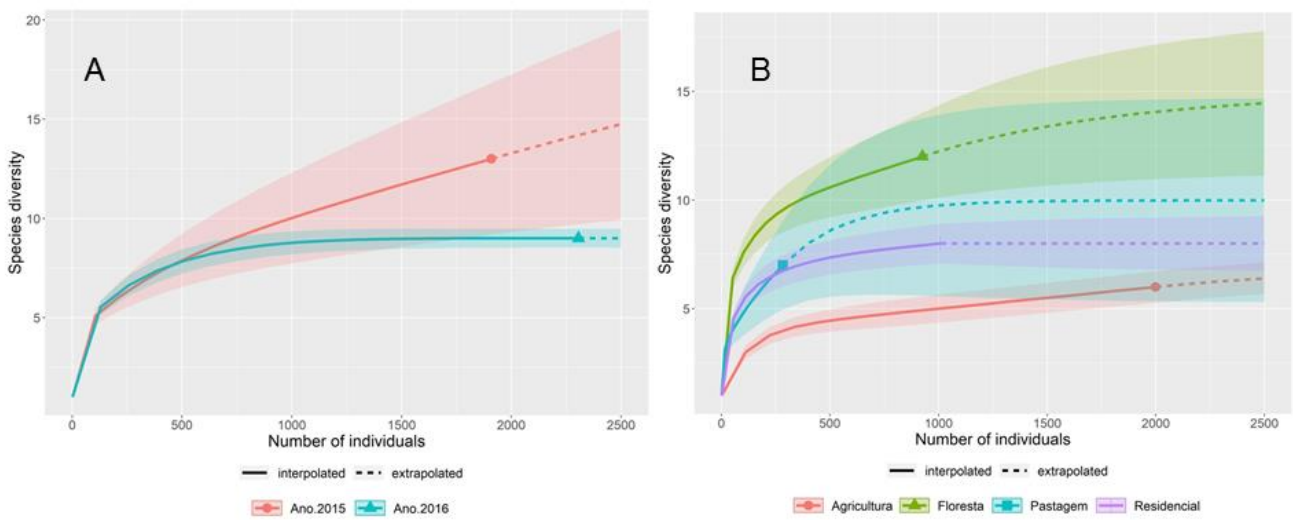 A
20
15
10
5
Species diversity
0 500 1000 1500 2000 2500
Number of individuals
interpolated extrapolated
Ano.2015 Ano.2016
B
15
10
5
Species diversity
0 500 1000 1500 2000 2500
Number of individuals
interpolated extrapolated
Agricultura Floresta Pastagem Residencial